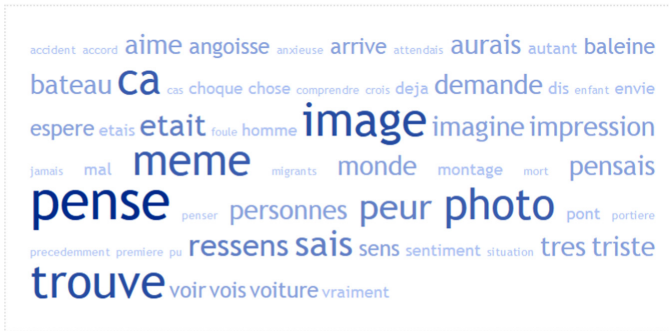 accident accord aime angoisse anxieuse arrive attendais aurais autant baleine
bateau ca cas choque chose comprendre crois deja demande dis enfant envie
espere etais etait foule homme image imagine impression
jamais mal meme migrants monde montage mort pensais
pense penser personnes peur photo pont portiere
precedemment premiere pu ressens sais sens sentiment situation tres triste
trouve voir vois voiture vraiment